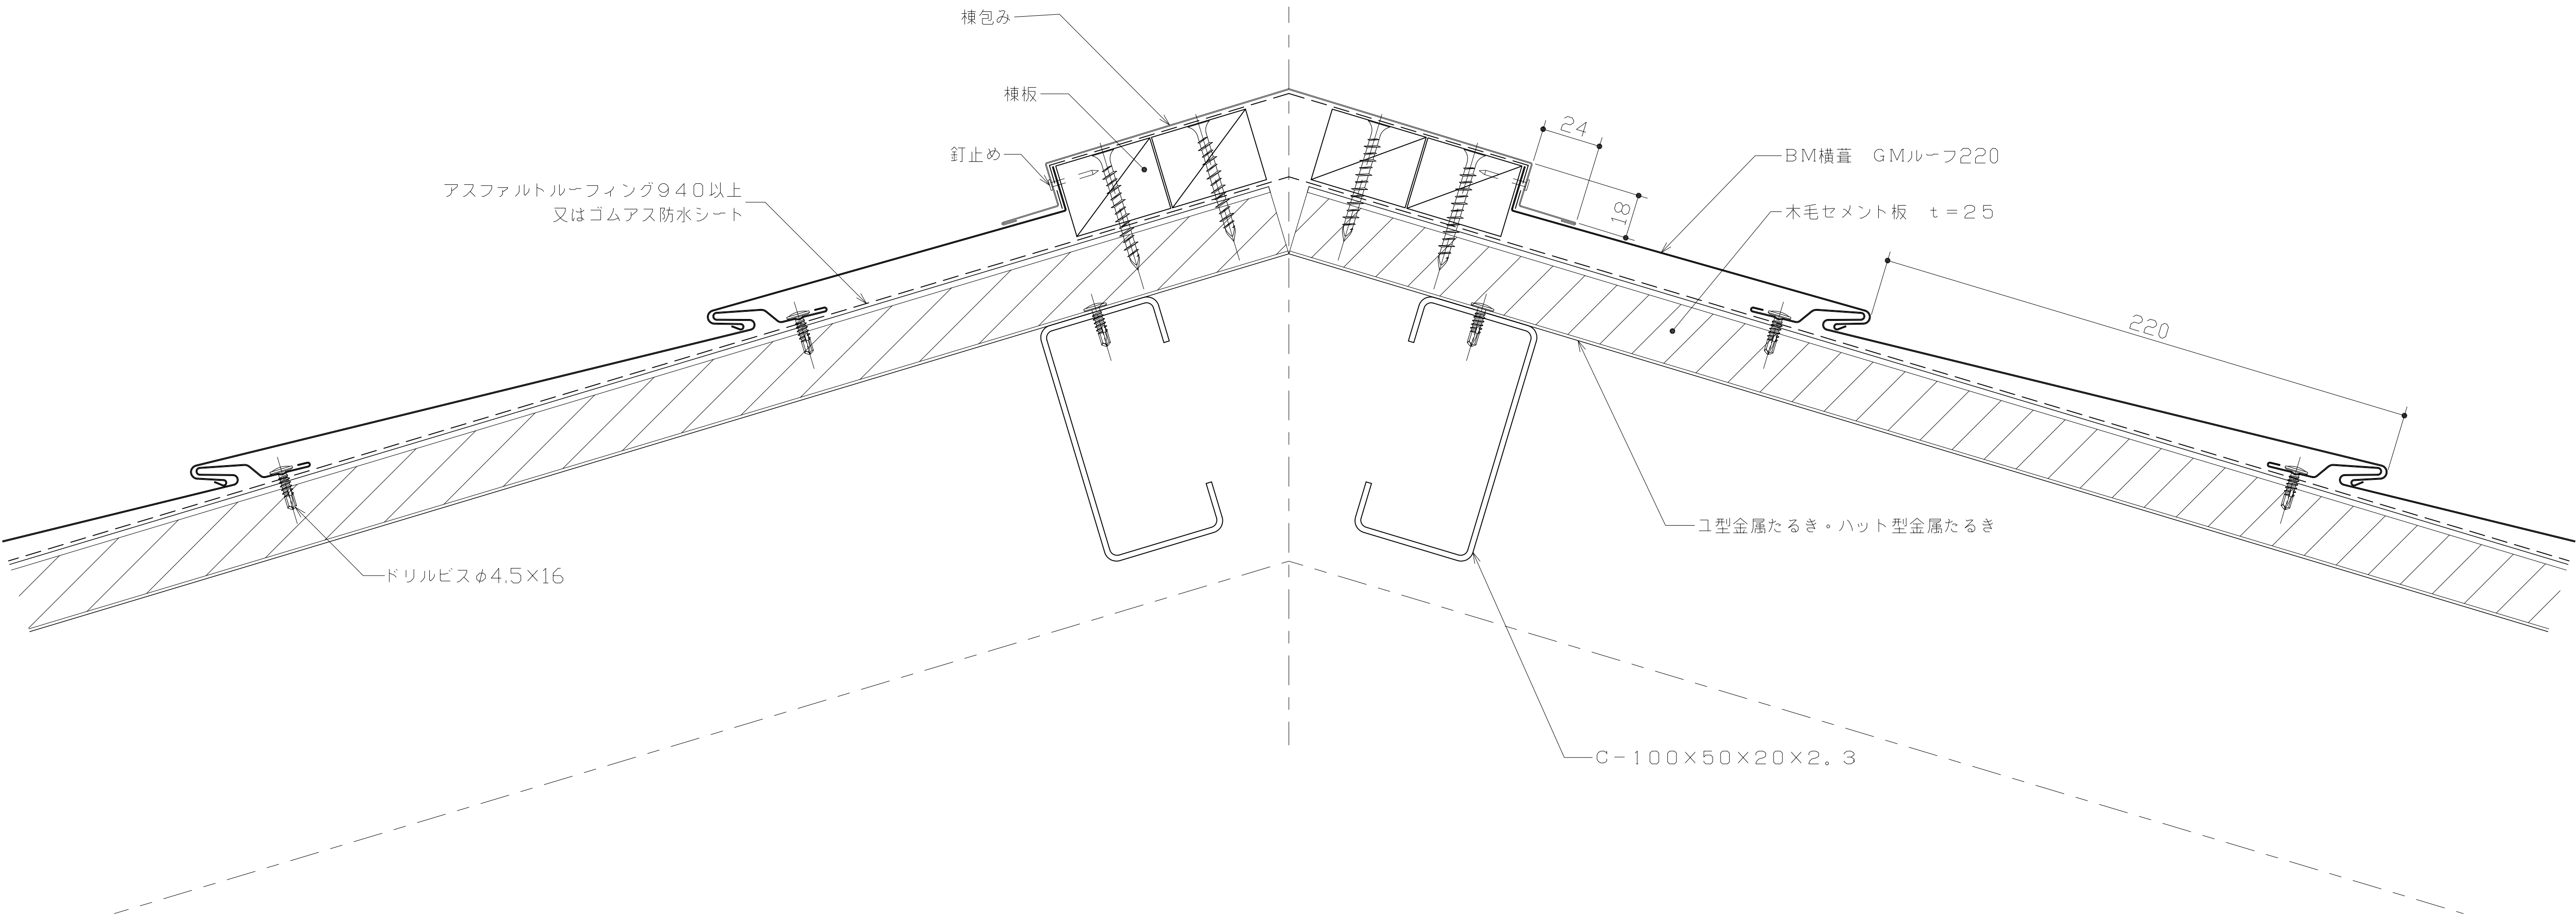 棟包み
棟板
釘止め
アスファルトルーフィング940以上
又はゴムアス防水シート
24
18
BM横葺　GMルーフ220
木毛セメント板　t=25
220
ユ型金属たるき。ハット型金属たるき
ドリルビスφ4.5×16
C-100×50×20×2.3